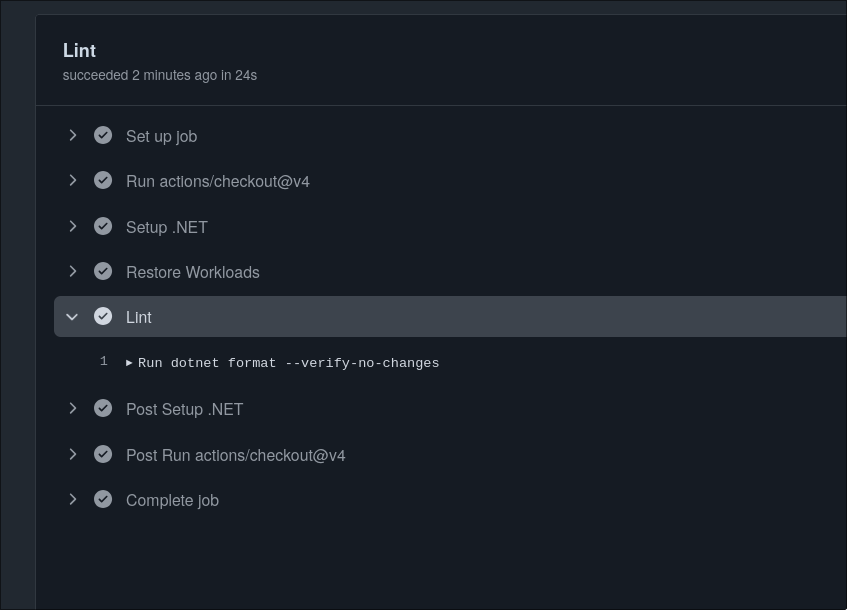 Lint
succeeded 2 minutes ago in 24s
Set up job
Run actions/checkout@v4
Setup .NET
Restore Workloads
Lint
1 ▶ Run dotnet format --verify-no-changes
Post Setup .NET
Post Run actions/checkout@v4
Complete job